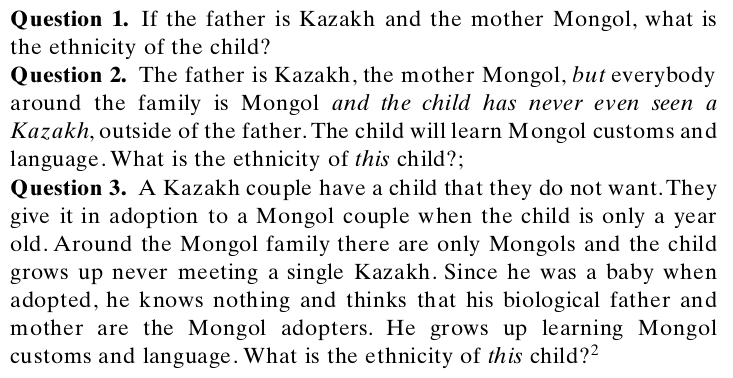 Question 1. If the father is Kazakh and the mother Mongol, what is
the ethnicity of the child?
Question 2. The father is Kazakh, the mother Mongol, but everybody
around the family is Mongol and the child has never even seen a
Kazakh, outside of the father. The child will learn Mongol customs and
language. What is the ethnicity of this child?;
Question 3. A Kazakh couple have a child that they do not want. They
give it in adoption to a Mongol couple when the child is only a year
old. Around the Mongol family there are only Mongols and the child
grows up never meeting a single Kazakh. Since he was a baby when
adopted, he knows nothing and thinks that his biological father and
mother are the Mongol adopters. He grows up learning Mongol
customs and language. What is the ethnicity of this child?²